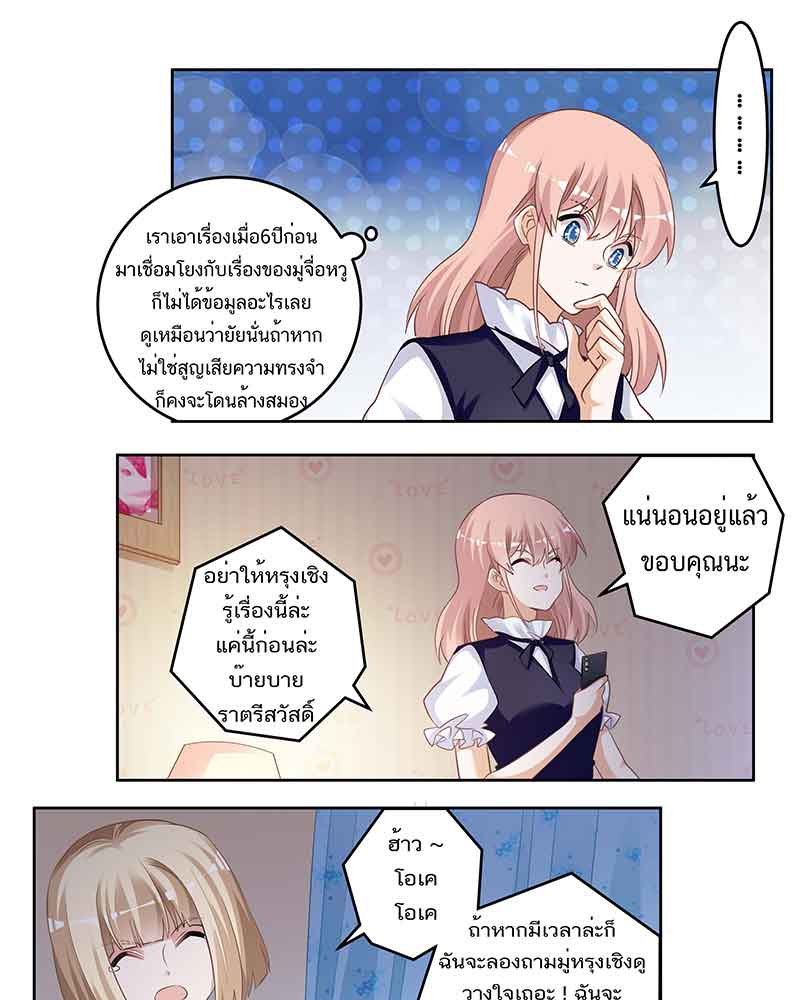 เราเอาเรื่องเมื่อ6ปีก่อน
มาเชื่อมโยงกับเรื่องของมู่จื่อหวู
ก็ไม่ได้ข้อมูลอะไรเลย
ดูเหมือนว่ายัยนั่นถ้าหาก
ไม่ใช่สูญเสียความทรงจำ
ก็คงจะโดนล้างสมอง
LOVE
LOVE
แน่นอนอยู่แล้ว
ขอบคุณนะ
อย่าให้หรุงเชิง
รู้เรื่องนี้ล่ะ
แค่นี้ก่อนล่ะ
บ๊ายบาย
ราตรีสวัสดิ์
LOVE
ฮ้าว ~
โอเค
โอเค
ถ้าหากมีเวลาล่ะก็
ฉันจะลองถามมู่หรุงเชิงดู
วางใจเถอะ ! ฉันจะ